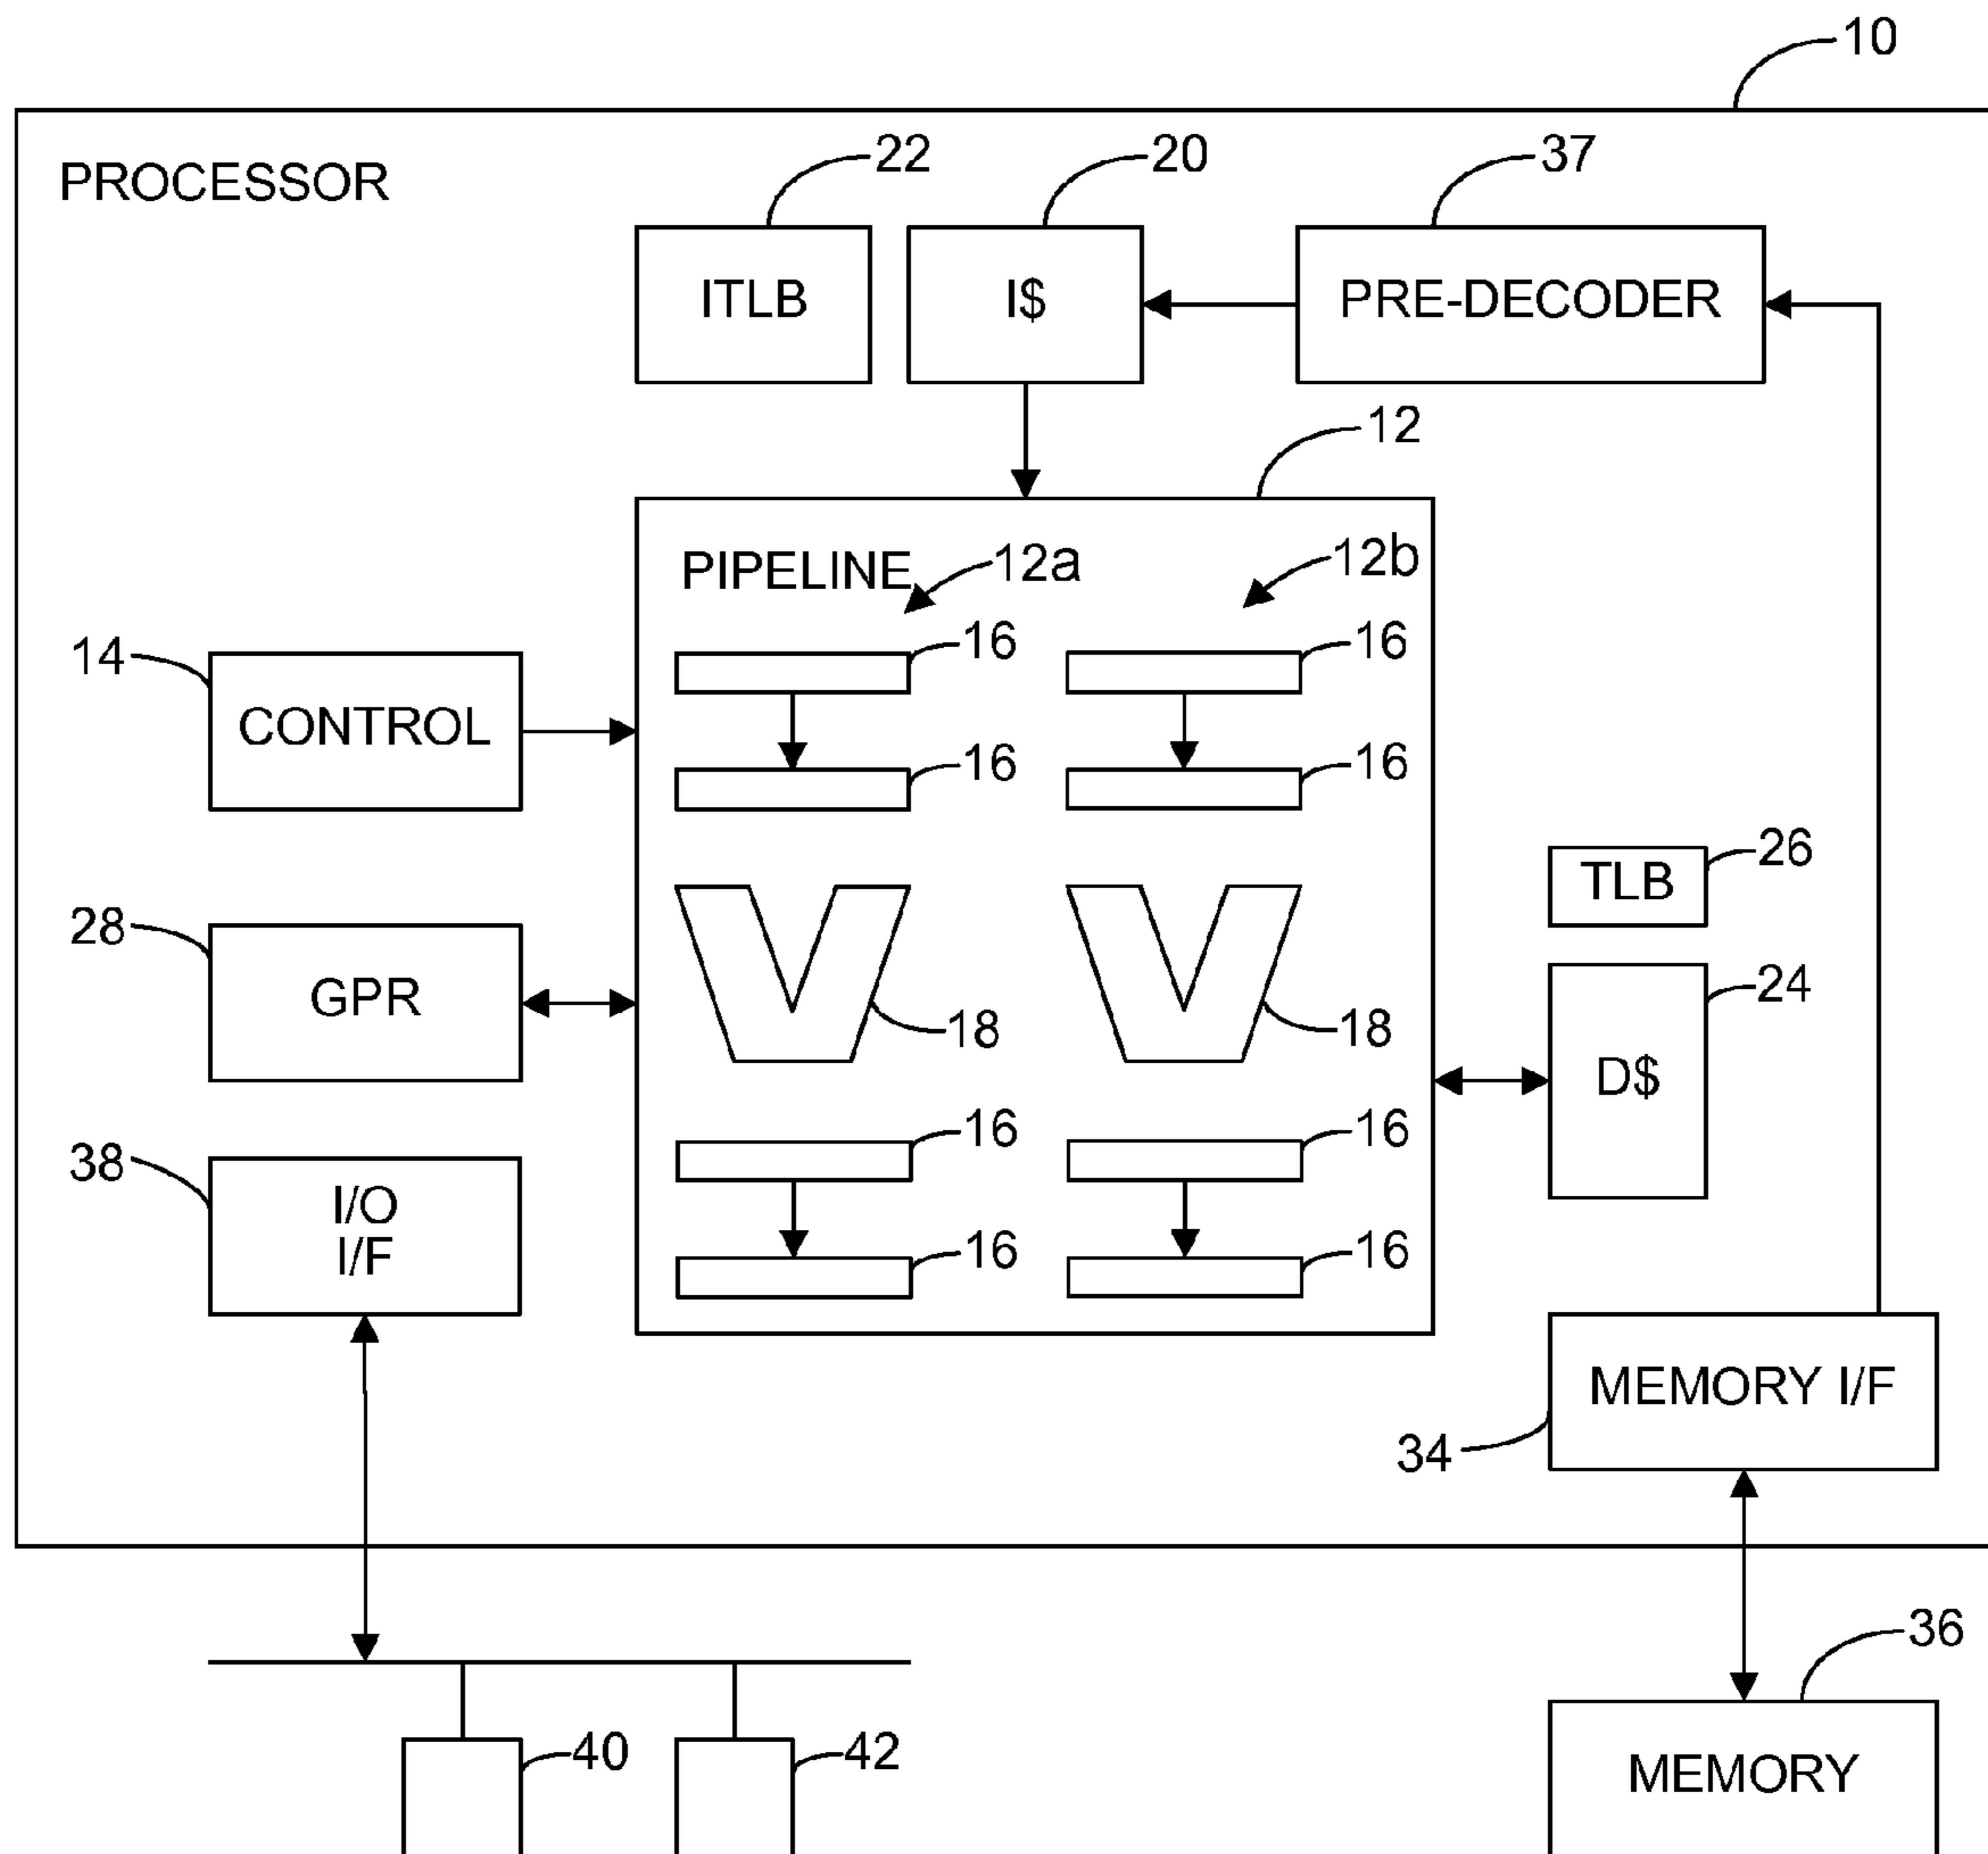 10
PROCESSOR
22
20
37
ITLB
I$
PRE-DECODER
12
PIPELINE
12a
12b
14
CONTROL
16
16
16
16
26
TLB
28
GPR
18
18
24
D$
38
I/O
I/F
16
16
16
16
MEMORY I/F
34
36
40
42
MEMORY